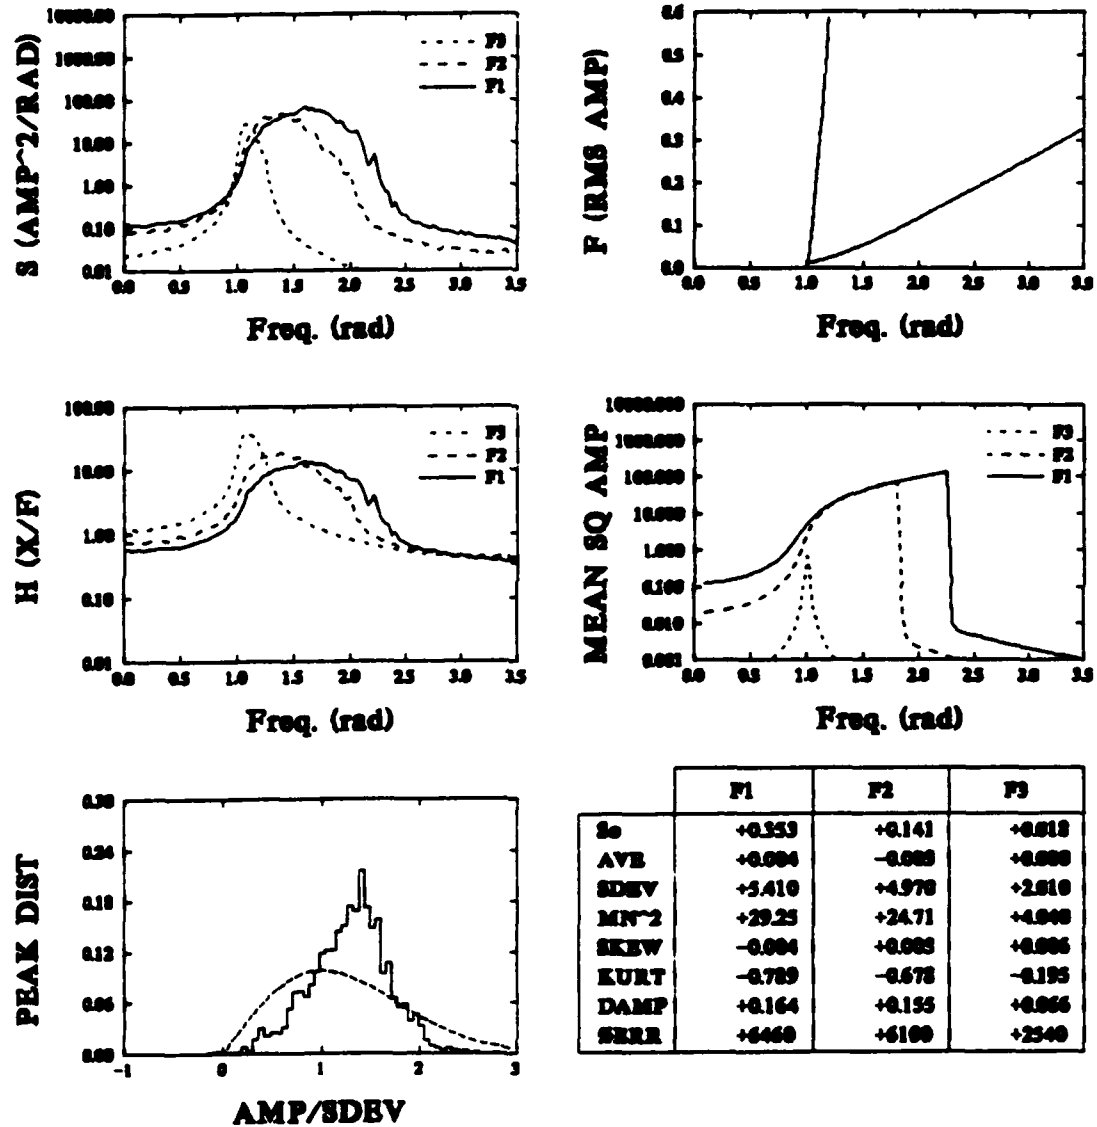 S (AMP^2/RAD)
10000.00
1000.00
100.00
10.00
1.00
0.10
0.01
F3
F2
F1
0.0 0.5 1.0 1.5 2.0 2.5 3.0 3.5
Freq. (rad)
F (RMS AMP)
0.6
0.5
0.3
0.2
0.1
0.0
0.0 0.5 1.0 1.5 2.0 2.5 3.0 3.5
Freq. (rad)
H (X/F)
100.00
10.00
1.00
0.10
0.01
F3
F2
F1
0.0 0.5 1.0 1.5 2.0 2.5 3.0 3.5
Freq. (rad)
MEAN SQ AMP
10000.000
1000.000
100.000
10.000
1.000
0.100
0.010
0.001
F3
F2
F1
0.0 0.5 1.0 1.5 2.0 2.5 3.0 3.5
Freq. (rad)
PEAK DIST
0.30
0.24
0.18
0.12
0.06
0.00
-1 0 1 2 3
AMP/SDEV
F1 F2 F3
So +0.353 +0.141
AVE +0.004
SDEV +5.410 +4.970 +2.010
MN^2 +29.25 +24.71 +4.040
SKEW -0.004
KURT -0.789 -0.678 -0.195
DAMP +0.164 +0.155 +0.066
+6460 +6100 +2540